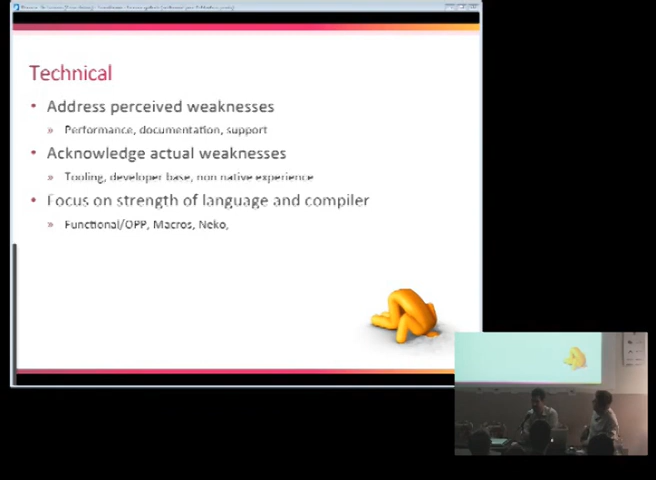 Technical
• Address perceived weaknesses
» Performance, documentation, support
• Acknowledge actual weaknesses
» Tooling, developer base, non native experience
• Focus on strength of language and compiler
» Functional/OPP, Macros, Neko,